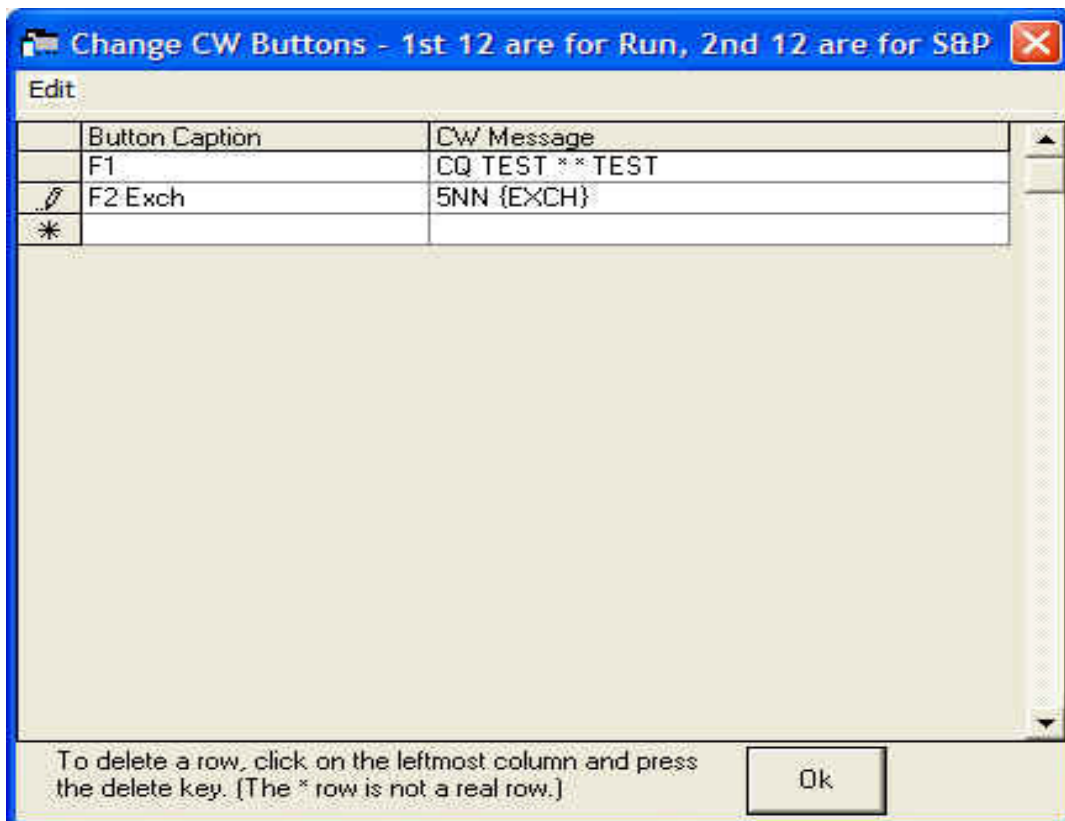 Change CW Buttons - 1st 12 are for Run, 2nd 12 are for S&P
Edit
Button Caption CW Message
F1 CQ TEST * * TEST
F2 Exch 5NN {EXCH}
*
To delete a row, click on the leftmost column and press
the delete key. (The * row is not a real row.)
Ok